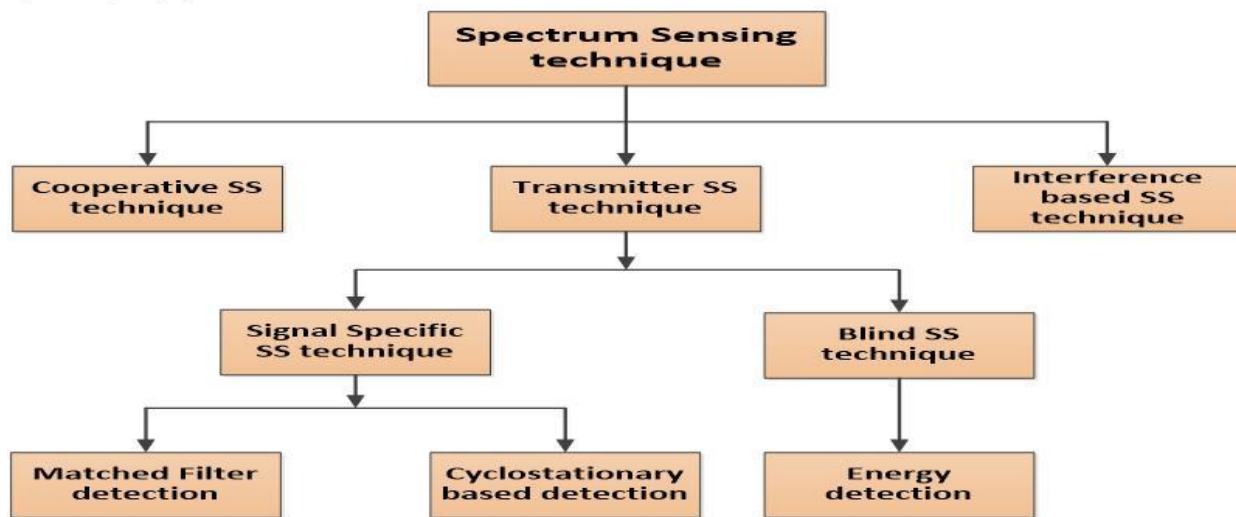 Spectrum Sensing
technique
Cooperative SS
technique
Transmitter SS
technique
Interference
based SS
technique
Signal Specific
SS technique
Blind SS
technique
Matched Filter
detection
Cyclostationary
based detection
Energy
detection